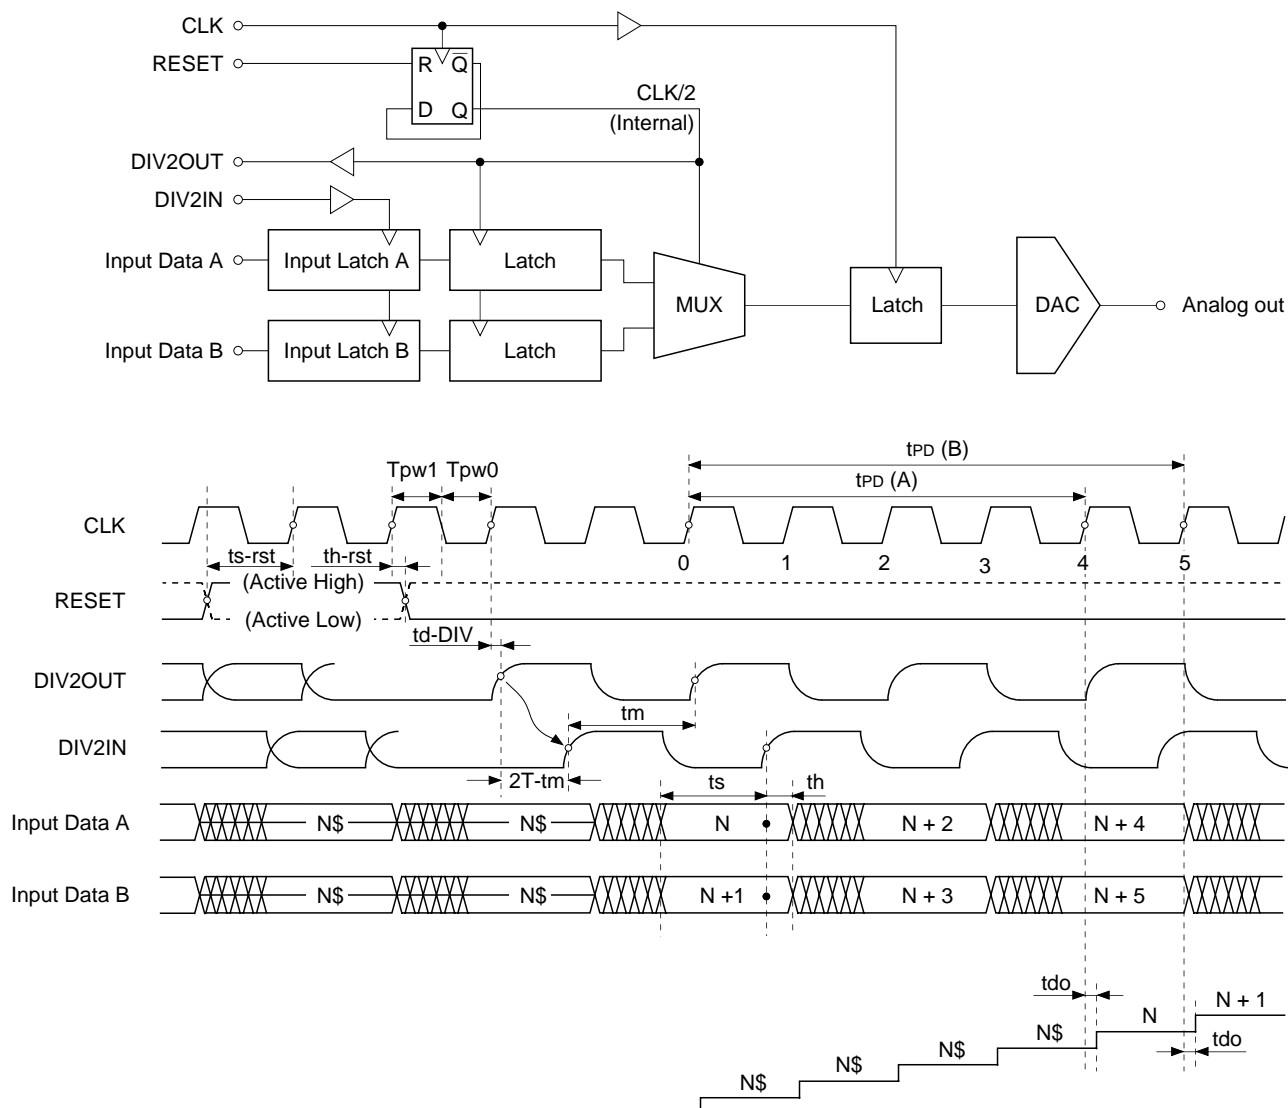 CLK
RESET
R Q
D Q
CLK/2
(Internal)
DIV2OUT
DIV2IN
Input Data A
Input Latch A
Latch
MUX
Latch
DAC
Analog out
Input Data B
Input Latch B
Latch
tPD (B)
Tpw1 Tpw0
tPD (A)
CLK
0 1 2 3 4 5
ts-rst th-rst
(Active High)
RESET
(Active Low)
td-DIV
DIV2OUT
tm
DIV2IN
2T-tm ts th
Input Data A N$ N$ N N + 2 N + 4
Input Data B N$ N$ N +1 N + 3 N + 5
tdo N N + 1
N$ N$ N$ N$
tdo